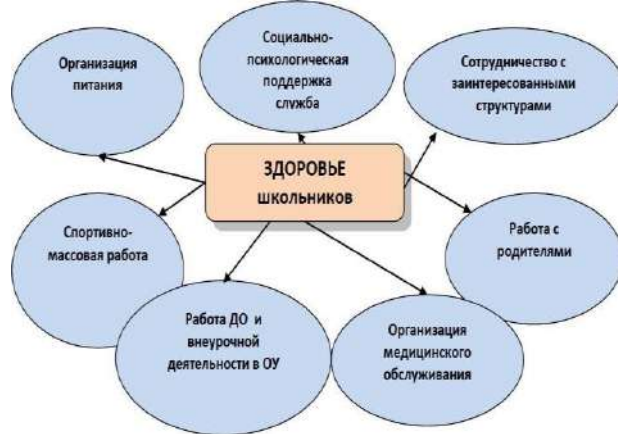 Организация
питания
Социально-
психологическая
поддержка
служба
Сотрудничество с
заинтересованными
структурами
ЗДОРОВЬЕ
школьников
Спортивно-
массовая работа
Работа с
родителями
Работа ДО и
внеурочной
деятельности в ОУ
Организация
медицинского
обслуживания